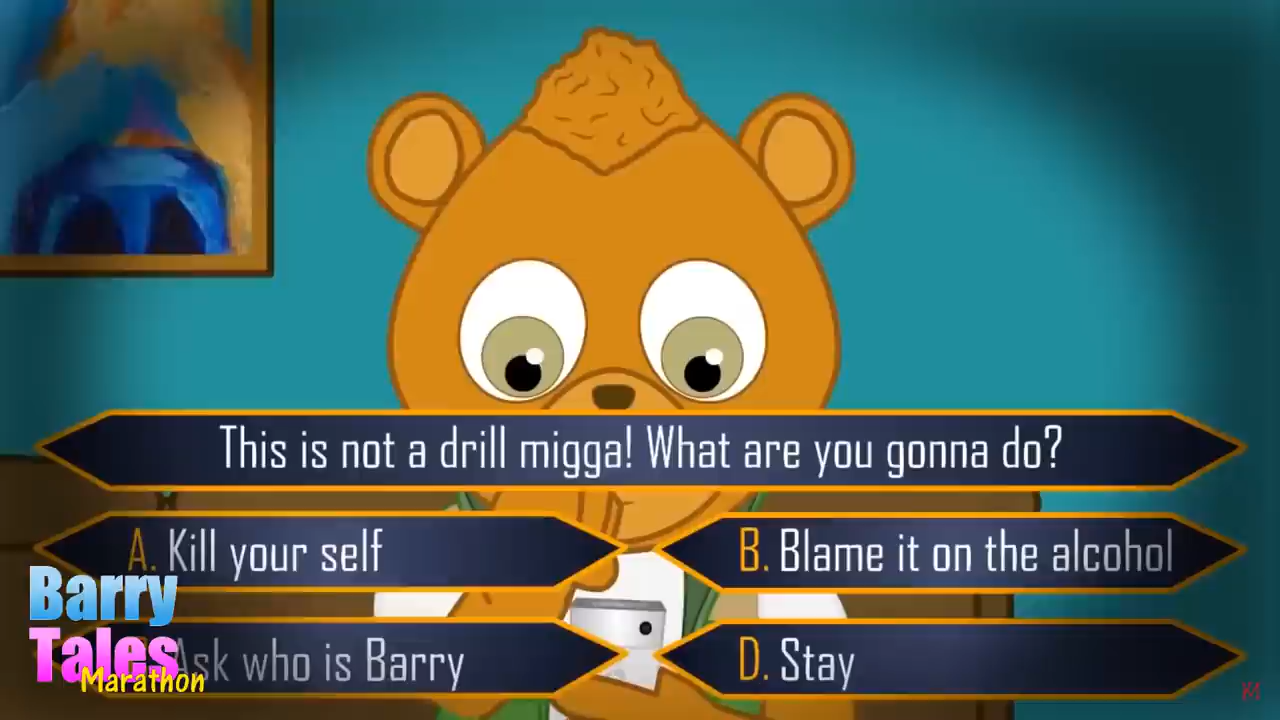 This is not a drill migga! What are you gonna do?
A. Kill your self
B. Blame it on the alcohol
Ask who is Barry
D. Stay
Barry
Tales
Marathon